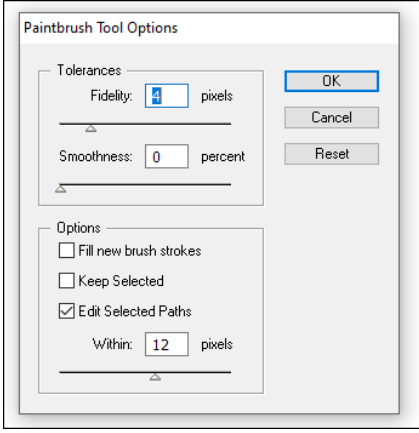 Paintbrush Tool Options
Tolerances
Fidelity: 4 pixels
Smoothness: 0 percent
OK
Cancel
Reset
Options
Fill new brush strokes
Keep Selected
Edit Selected Paths
Within: 12 pixels